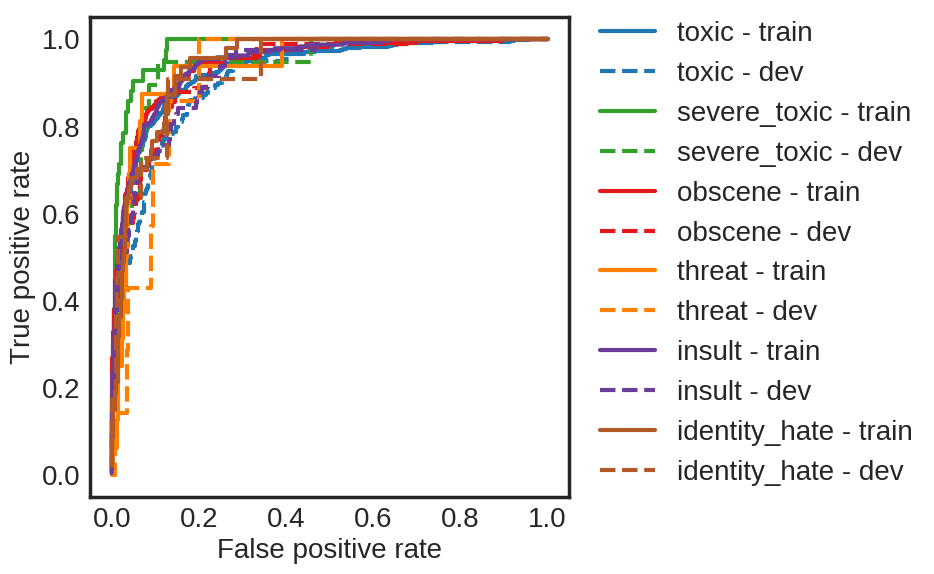 1.0
0.8
0.6
0.4
0.2
0.0
True positive rate
0.0 0.2 0.4 0.6 0.8 1.0
False positive rate
toxic - train
toxic - dev
severe_toxic - train
severe_toxic - dev
obscene - train
obscene - dev
threat - train
threat - dev
insult - train
insult - dev
identity_hate - train
identity_hate - dev